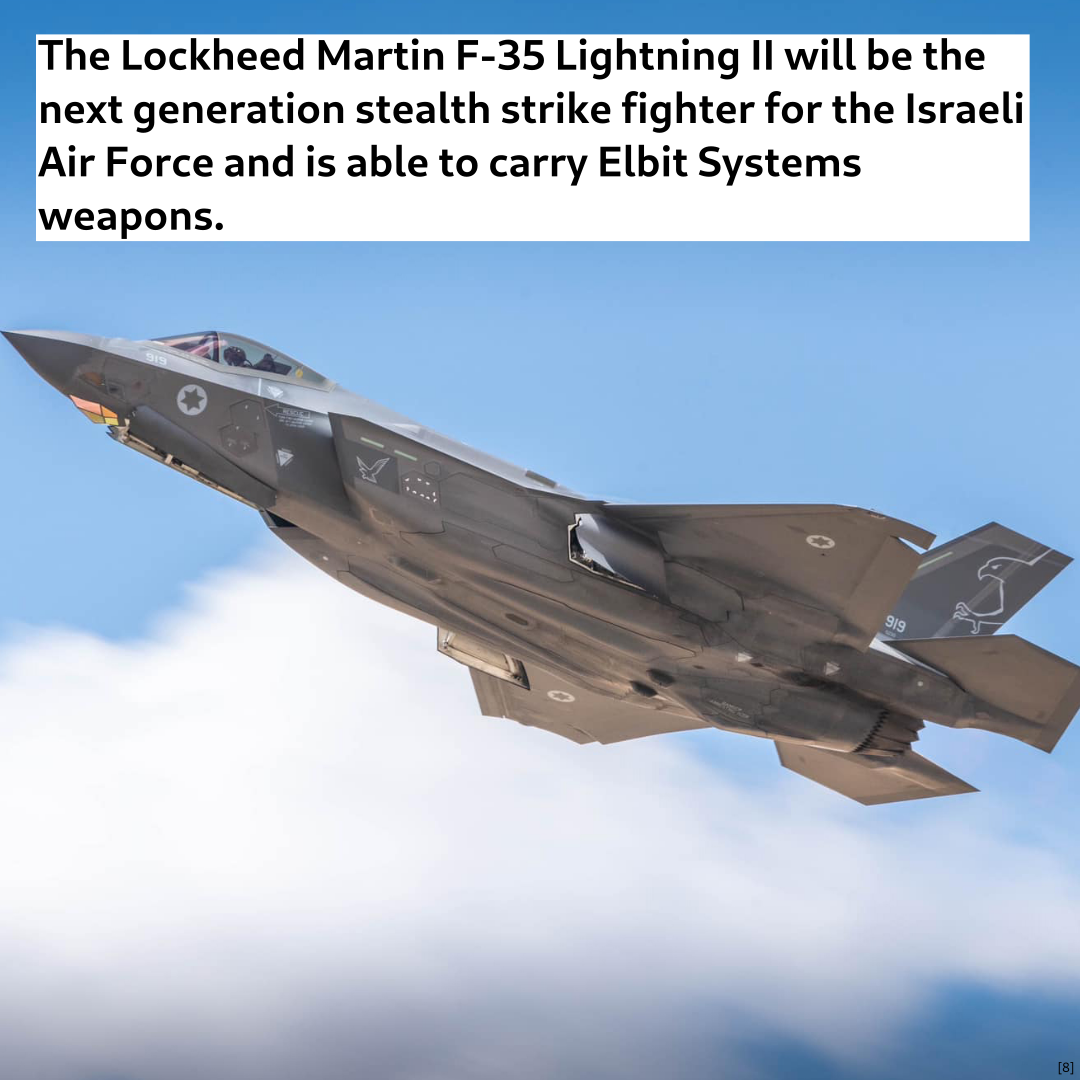 The Lockheed Martin F-35 Lightning II will be the
next generation stealth strike fighter for the Israeli
Air Force and is able to carry Elbit Systems
weapons.
919
919
[8]